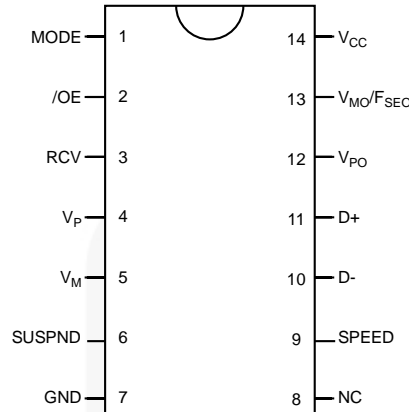 MODE 1 14 VCC
/OE 2 13 VMO/FSEO
RCV 3 12 VPO
VP 4 11 D+
VM 5 10 D-
SUSPND 6 9 SPEED
GND 7 8 NC